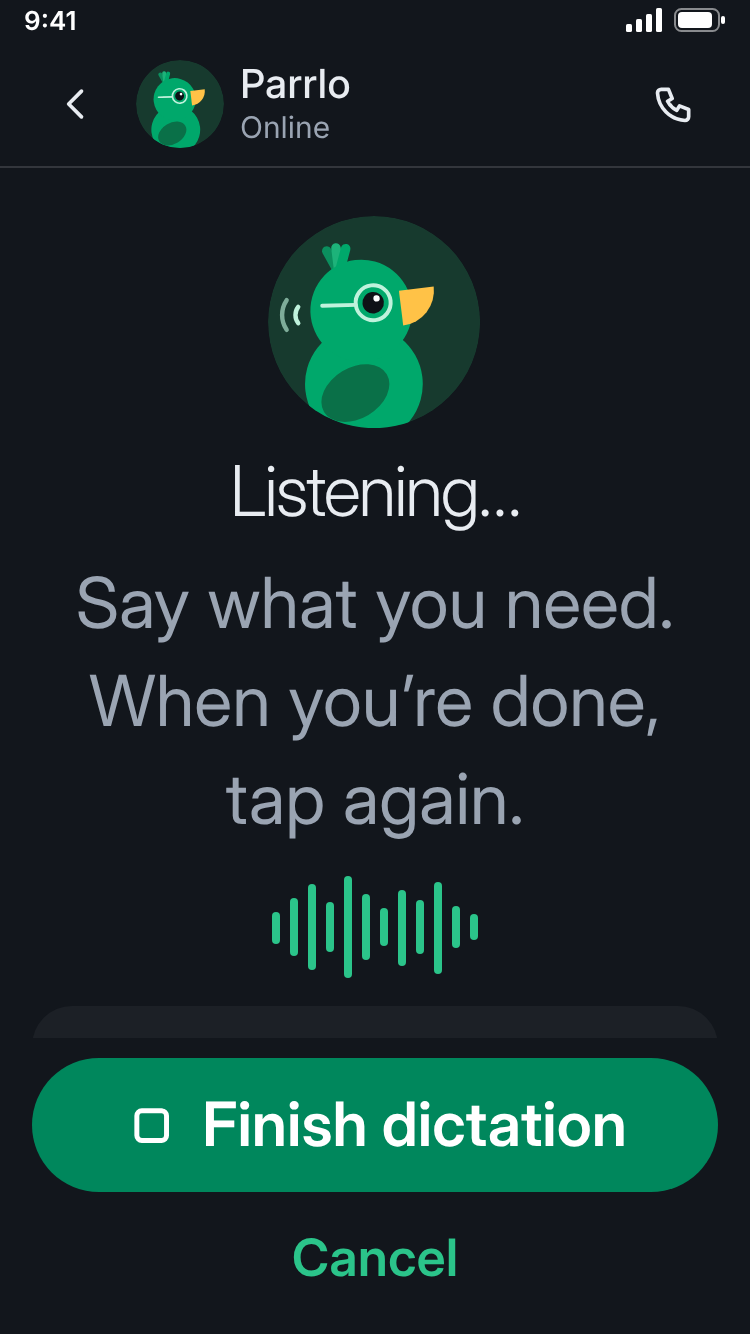 9:41
Parrlo
Online
Listening...
Say what you need.
When you’re done,
tap again.
Finish dictation
Cancel